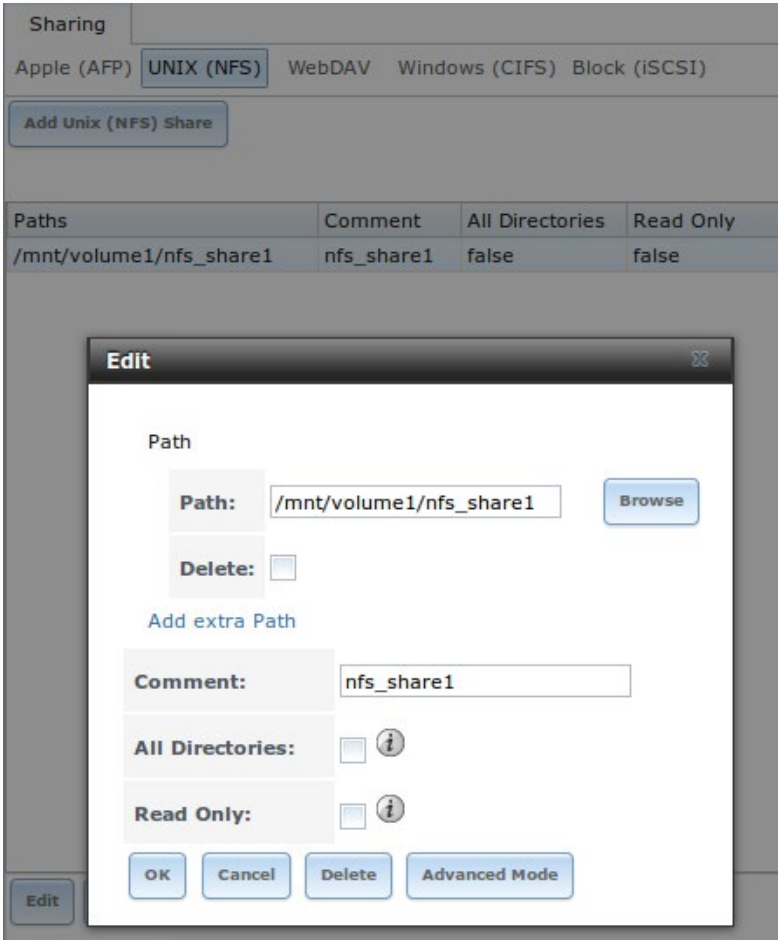 Sharing
Apple (AFP) UNIX (NFS) WebDAV Windows (CIFS) Block (iSCSI)
Add Unix (NFS) Share
Paths Comment All Directories Read Only
/mnt/volume1/nfs_share1 nfs_share1 false false
Edit
Path
Path: /mnt/volume1/nfs_share1 Browse
Delete:
Add extra Path
Comment: nfs_share1
All Directories:
Read Only:
OK Cancel Delete Advanced Mode
Edit